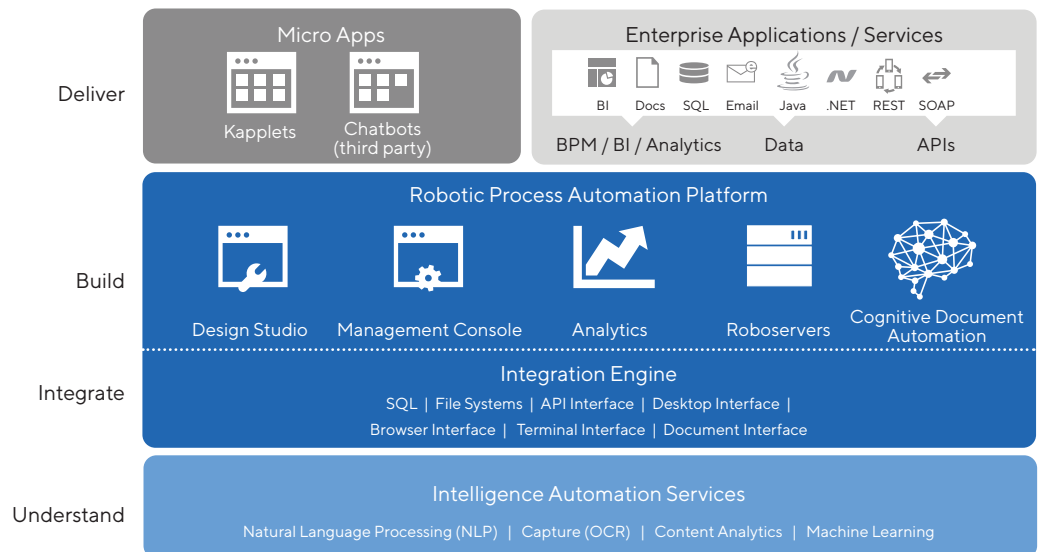 Deliver
Micro Apps
Kapplets
Chatbots
(third party)
Enterprise Applications / Services
BI Docs SQL Email Java .NET REST SOAP
BPM / BI / Analytics Data APIs
Build
Robotic Process Automation Platform
Design Studio Management Console Analytics Roboservers Cognitive Document
Automation
Integrate
Integration Engine
SQL | File Systems | API Interface | Desktop Interface |
Browser Interface | Terminal Interface | Document Interface
Understand
Intelligence Automation Services
Natural Language Processing (NLP) | Capture (OCR) | Content Analytics | Machine Learning